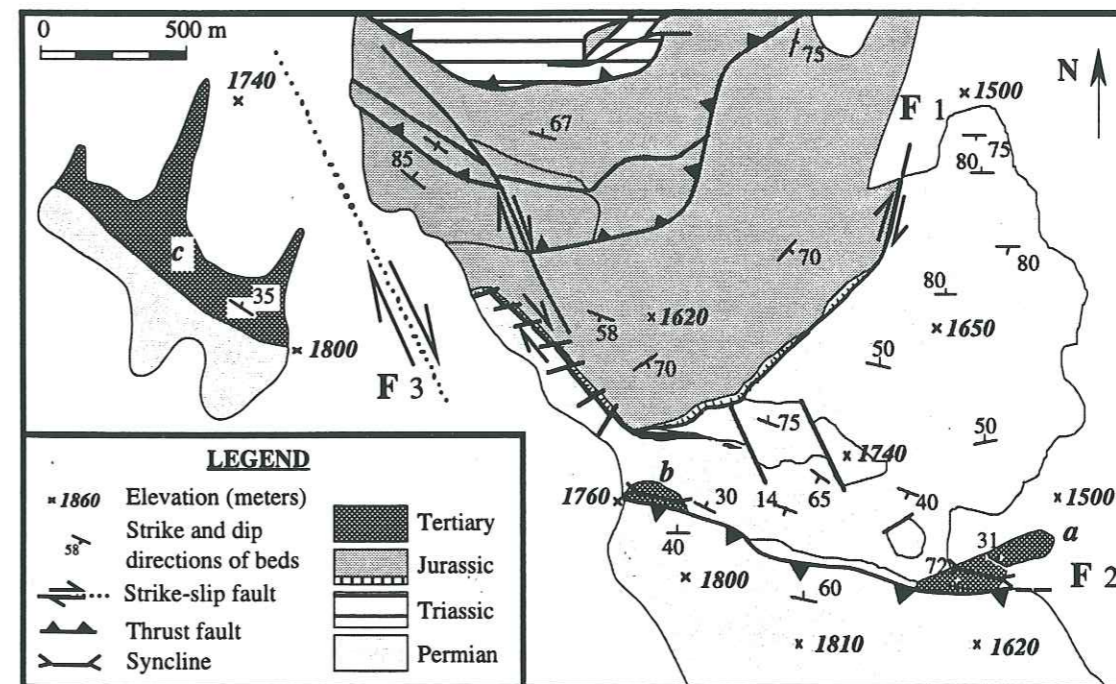 0 500 m
1740
75
N
1500
F 1
67
75
80
85
c
70
80
35
1620
80
58
1650
1800
50
70
F 3
75
50
LEGEND
1740
1860 Elevation (meters)
b
1760
30
14
65
40
1500
58 Strike and dip
directions of beds
Tertiary
40
31
a
Jurassic
72
F 2
Strike-slip fault
1800
60
Thrust fault
Triassic
Syncline
Permian
1810
1620